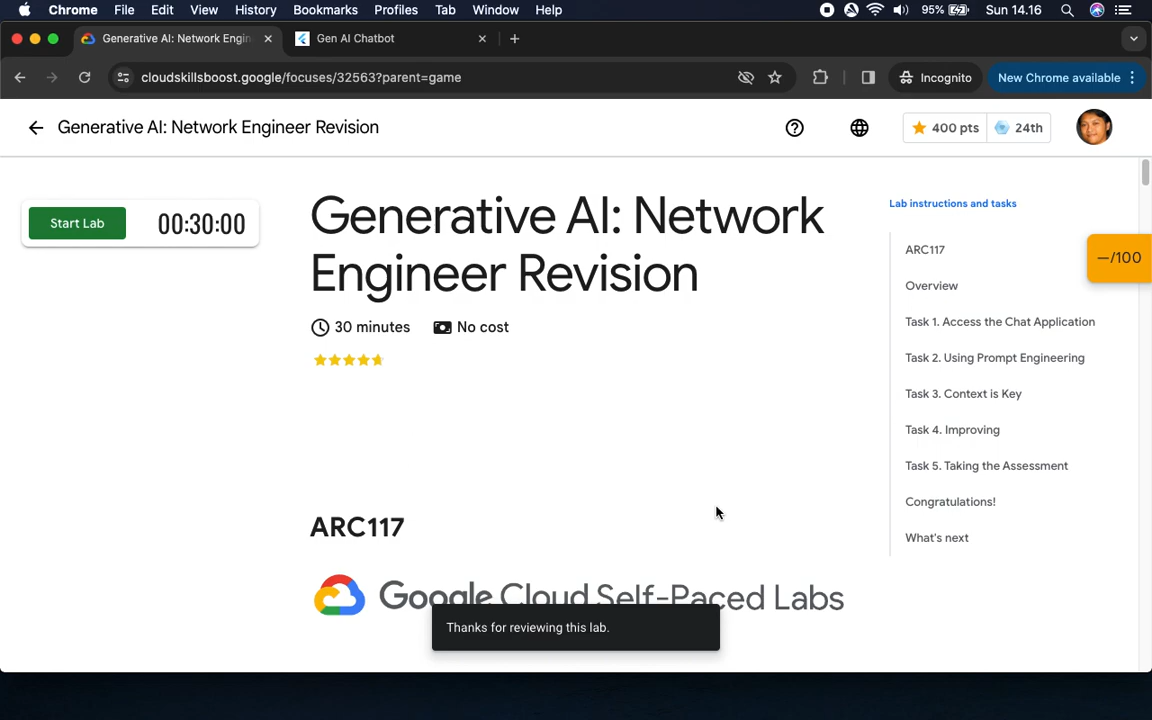 Chrome File Edit View History Bookmarks Profiles Tab Window Help 95% Sun 14.16
Generative AI: Network Engin Gen AI Chatbot
cloudskillsboost.google/focuses/32563?parent=game Incognito New Chrome available
Generative AI: Network Engineer Revision 400 pts 24th
Start Lab 00:30:00
Generative AI: Network
Engineer Revision
30 minutes No cost
ARC117
Google Cloud Self-Paced Labs
Thanks for reviewing this lab.
Lab instructions and tasks
ARC117
Overview
Task 1. Access the Chat Application
Task 2. Using Prompt Engineering
Task 3. Context is Key
Task 4. Improving
Task 5. Taking the Assessment
Congratulations!
What's next
—/100